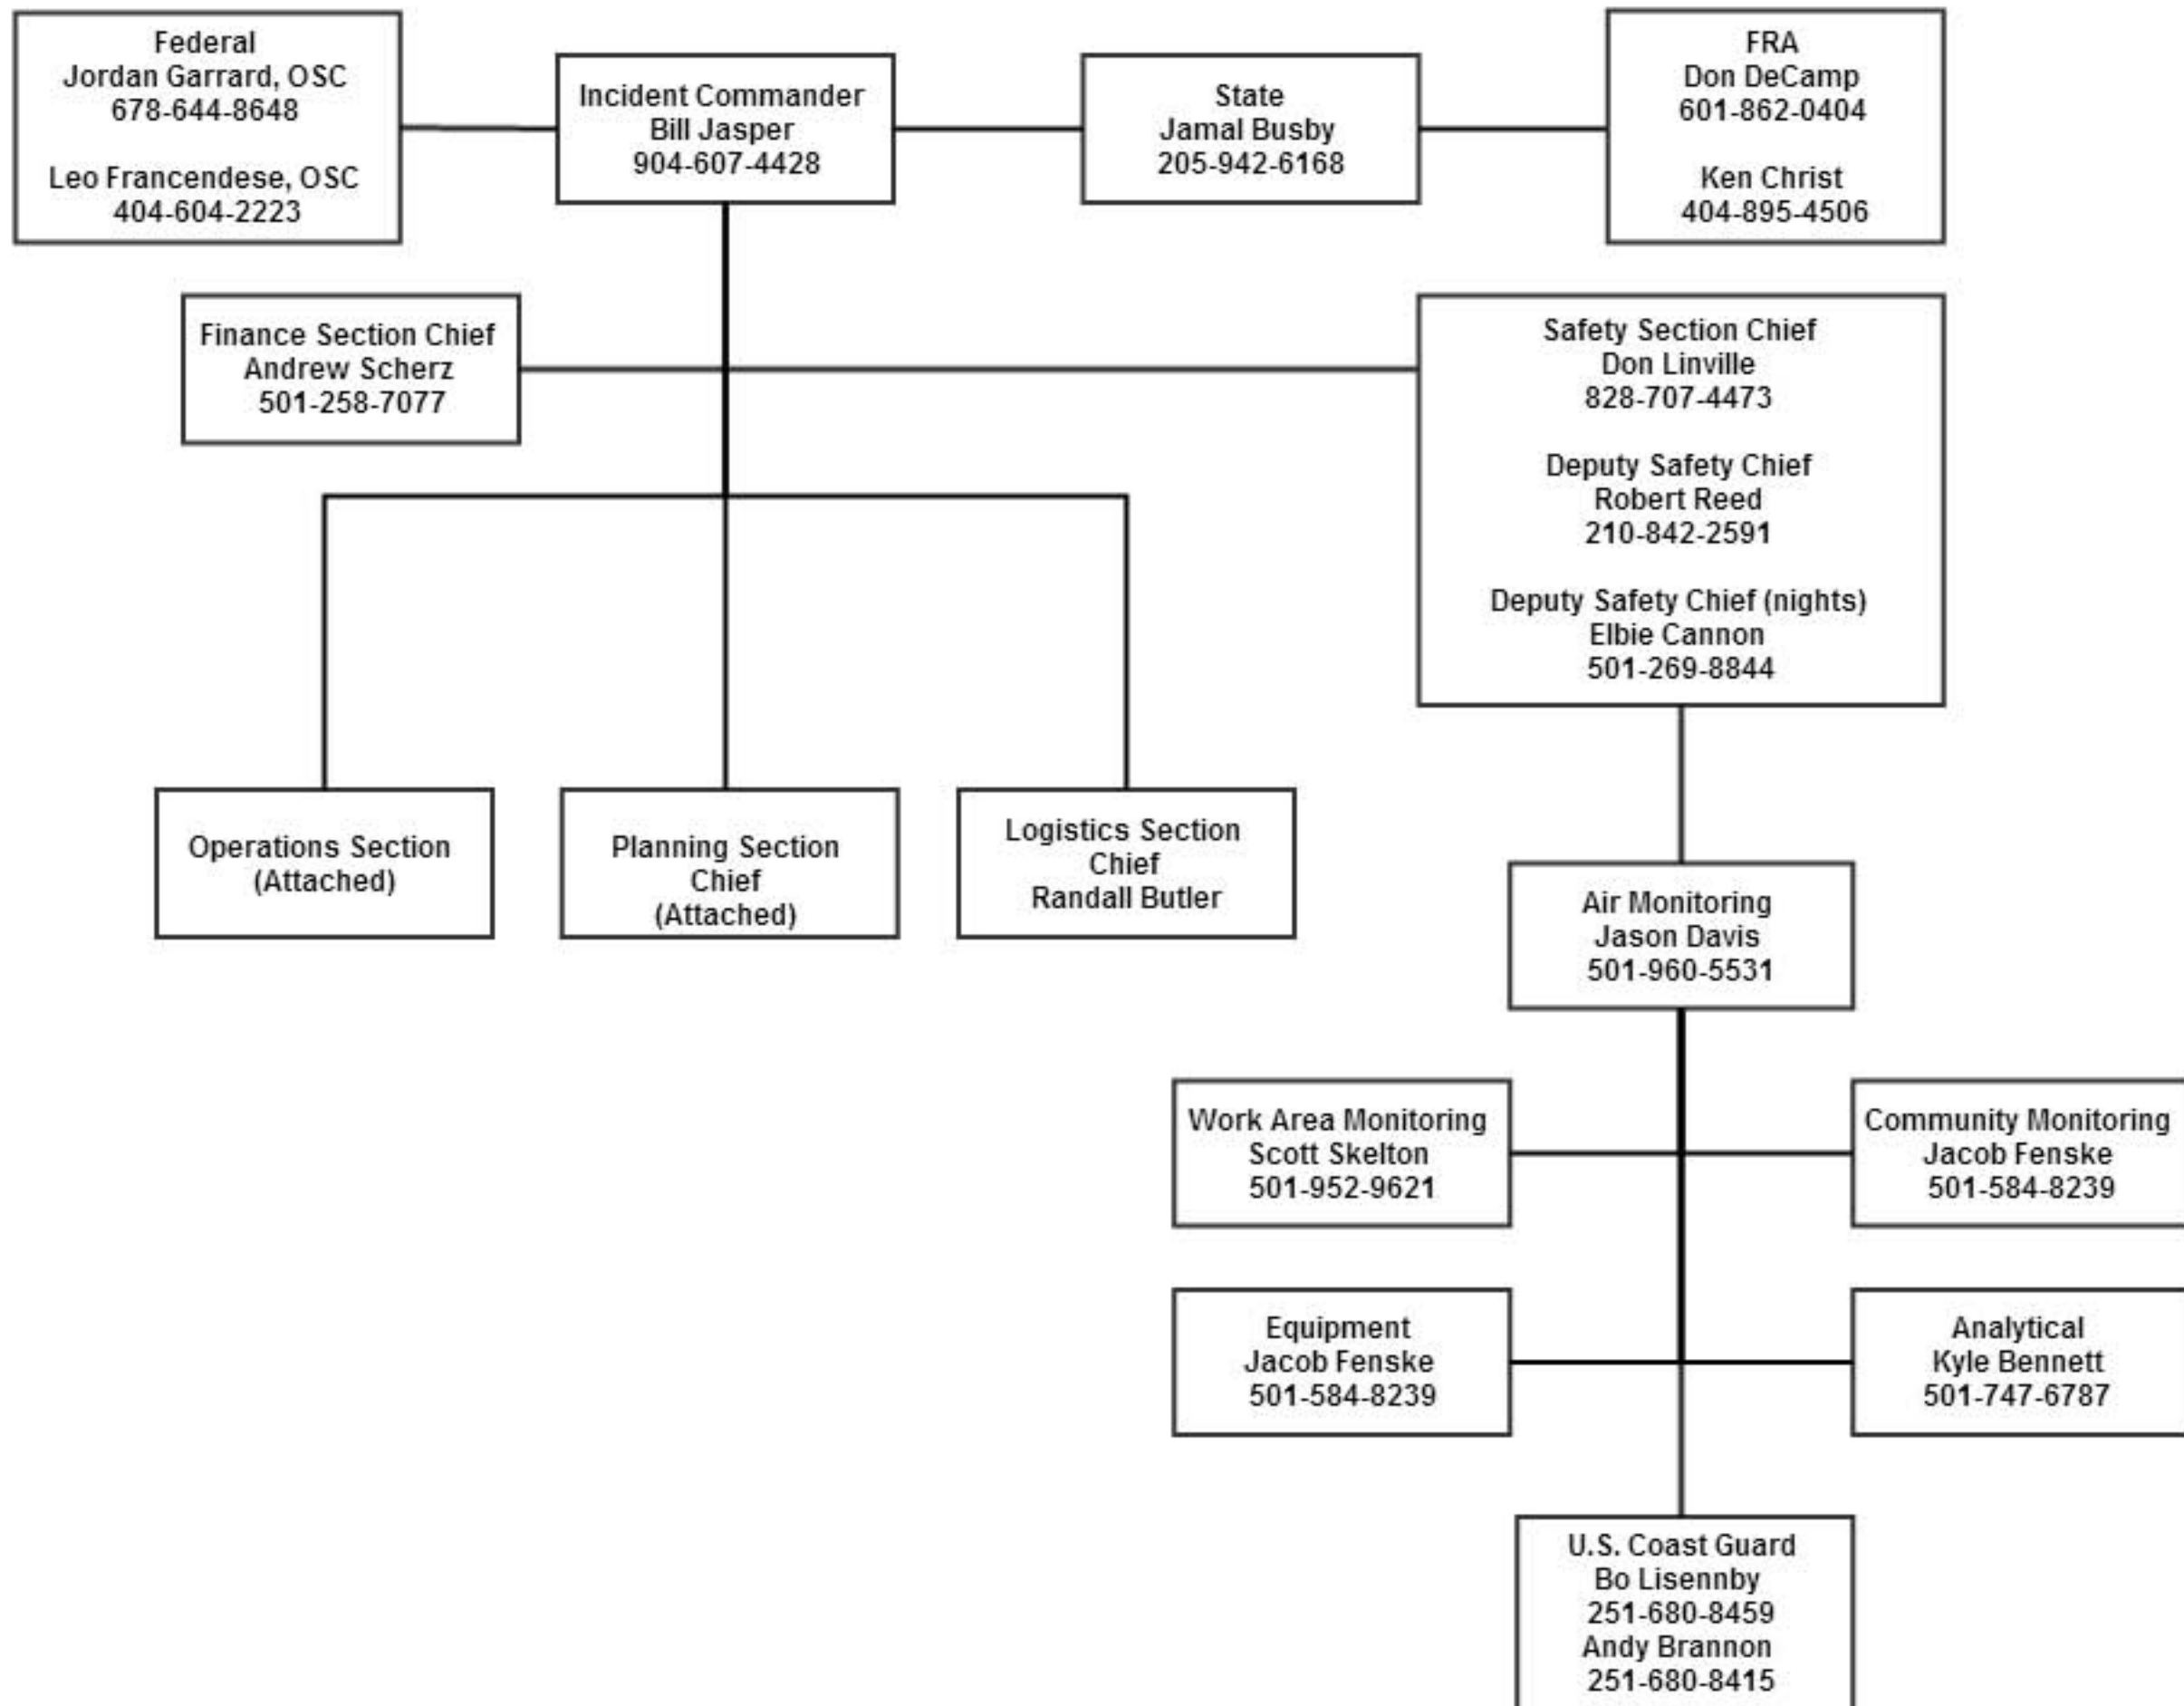 Federal
Jordan Garrard, OSC
678-644-8648
Leo Francendese, OSC
404-604-2223
Incident Commander
Bill Jasper
904-607-4428
State
Jamal Busby
205-942-6168
FRA
Don DeCamp
601-862-0404
Ken Christ
404-895-4506
Finance Section Chief
Andrew Scherz
501-258-7077
Safety Section Chief
Don Linville
828-707-4473
Deputy Safety Chief
Robert Reed
210-842-2591
Deputy Safety Chief (nights)
Elbie Cannon
501-269-8844
Operations Section
(Attached)
Planning Section
Chief
(Attached)
Logistics Section
Chief
Randall Butler
Air Monitoring
Jason Davis
501-960-5531
Work Area Monitoring
Scott Skelton
501-952-9621
Community Monitoring
Jacob Fenske
501-584-8239
Equipment
Jacob Fenske
501-584-8239
Analytical
Kyle Bennett
501-747-6787
U.S. Coast Guard
Bo Lisennby
251-680-8459
Andy Brannon
251-680-8415